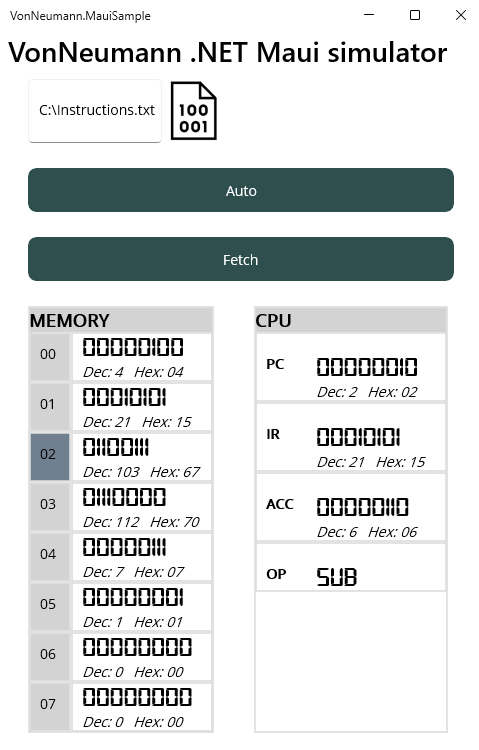 VonNeumann.MauiSample
VonNeumann .NET Maui simulator
C:\Instructions.txt
100
001
Auto
Fetch
MEMORY
00
00000100
Dec: 4 Hex: 04
01
00010101
Dec: 21 Hex: 15
02
01100111
Dec: 103 Hex: 67
03
01110000
Dec: 112 Hex: 70
04
00000111
Dec: 7 Hex: 07
05
00000001
Dec: 1 Hex: 01
06
00000000
Dec: 0 Hex: 00
07
00000000
Dec: 0 Hex: 00
CPU
PC
00000010
Dec: 2 Hex: 02
IR
00010101
Dec: 21 Hex: 15
ACC
00000110
Dec: 6 Hex: 06
OP
SUB